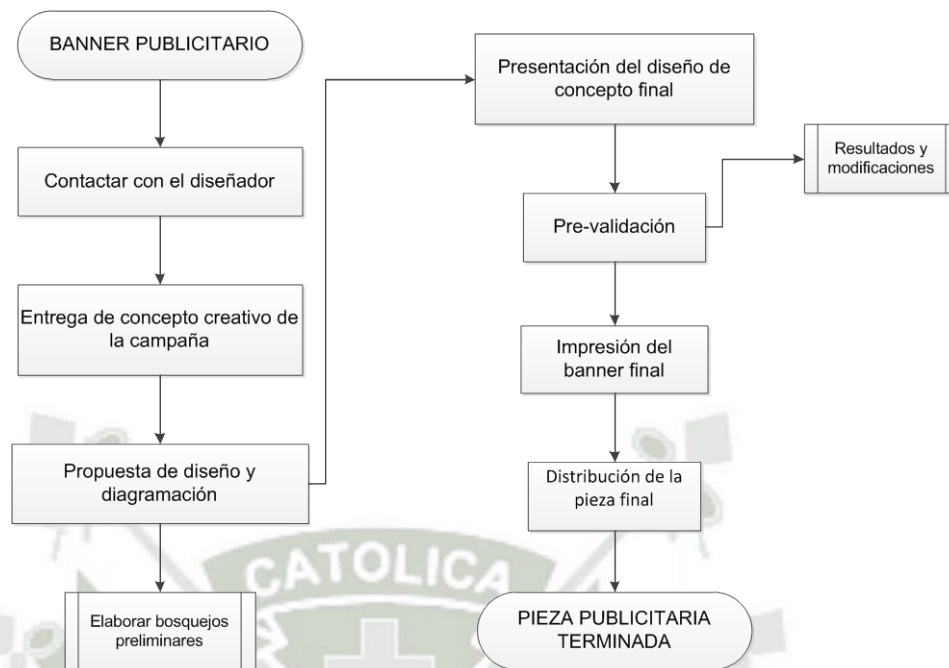 BANNER PUBLICITARIO
Contactar con el diseñador
Entrega de concepto creativo de
la campaña
Propuesta de diseño y
diagramación
Elaborar bosquejos
preliminares
Presentación del diseño de
concepto final
Pre-validación
Resultados y
modificaciones
Impresión del
banner final
Distribución de la
pieza final
PIEZA PUBLICITARIA
TERMINADA
CATOLICA